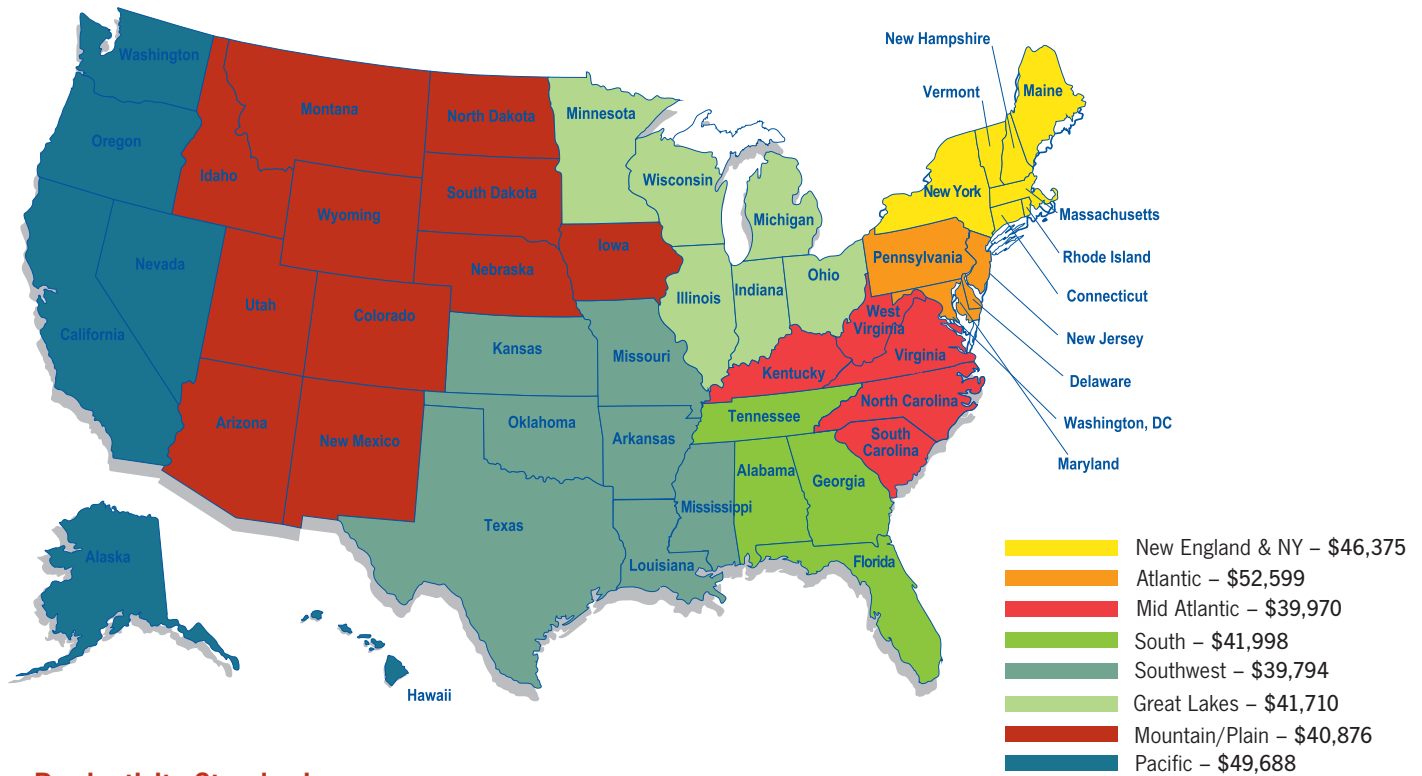 New Hampshire
Washington
Vermont
Maine
Montana
North Dakota
Minnesota
Oregon
Idaho
South Dakota
Wisconsin
New York
Wyoming
Michigan
Massachusetts
Nevada
Iowa
Pennsylvania
Rhode Island
Nebraska
Ohio
Indiana
Illinois
Connecticut
Utah
Colorado
West
Virginia
California
Kansas
Missouri
Virginia
New Jersey
Kentucky
Delaware
North Carolina
Tennessee
Arizona
New Mexico
Oklahoma
Arkansas
South
Carolina
Washington, DC
Maryland
Alabama
Georgia
Mississippi
Texas
Louisiana
Florida
Alaska
Hawaii
New England & NY – $46,375
Atlantic – $52,599
Mid Atlantic – $39,970
South – $41,998
Southwest – $39,794
Great Lakes – $41,710
Mountain/Plain – $40,876
Pacific – $49,688